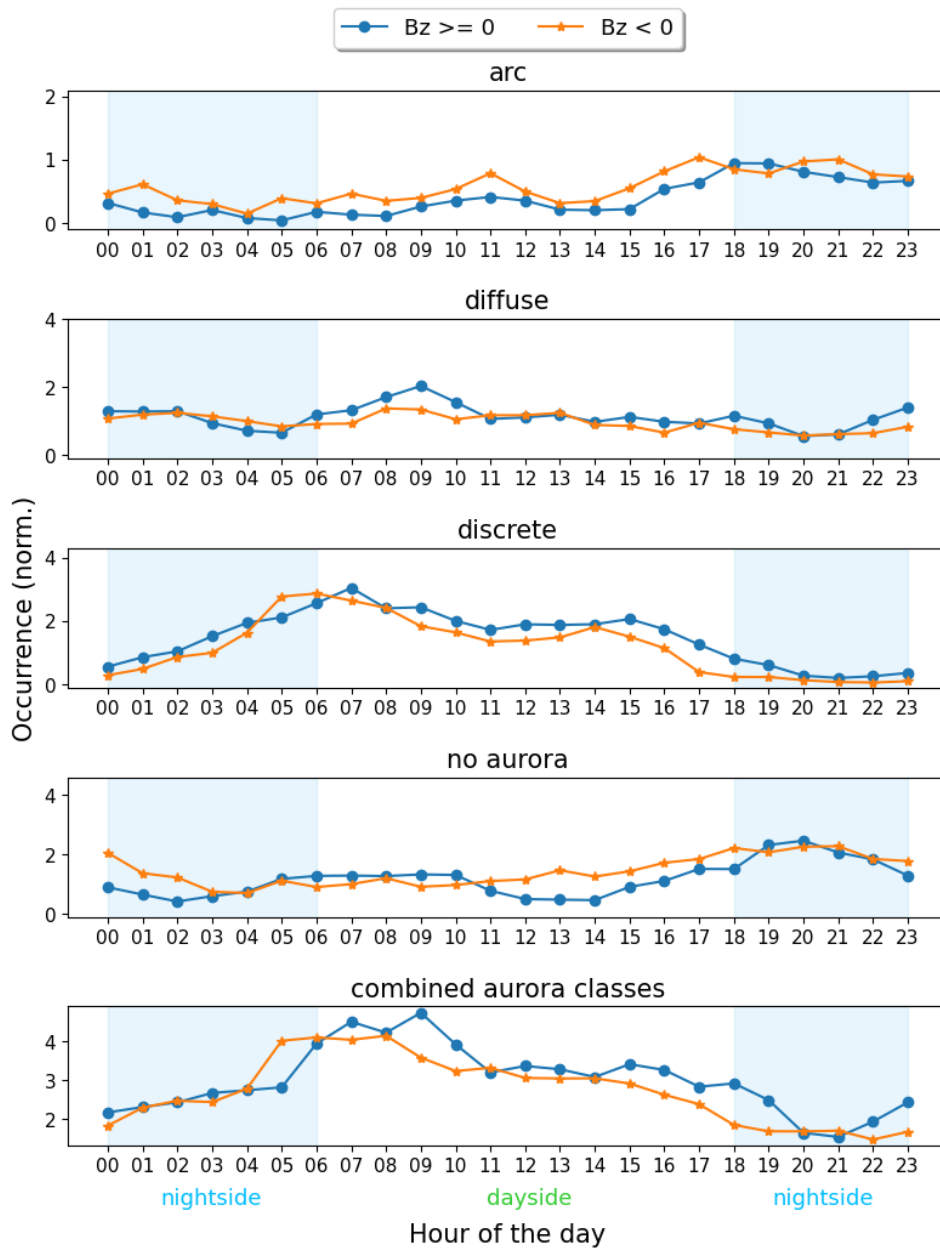 Bz >= 0 Bz < 0
arc
2
1
0
00 01 02 03 04 05 06 07 08 09 10 11 12 13 14 15 16 17 18 19 20 21 22 23
diffuse
4
2
0
00 01 02 03 04 05 06 07 08 09 10 11 12 13 14 15 16 17 18 19 20 21 22 23
Occurrence (norm.)
discrete
4
2
0
00 01 02 03 04 05 06 07 08 09 10 11 12 13 14 15 16 17 18 19 20 21 22 23
no aurora
4
2
0
00 01 02 03 04 05 06 07 08 09 10 11 12 13 14 15 16 17 18 19 20 21 22 23
combined aurora classes
4
3
2
00 01 02 03 04 05 06 07 08 09 10 11 12 13 14 15 16 17 18 19 20 21 22 23
nightside dayside nightside
Hour of the day